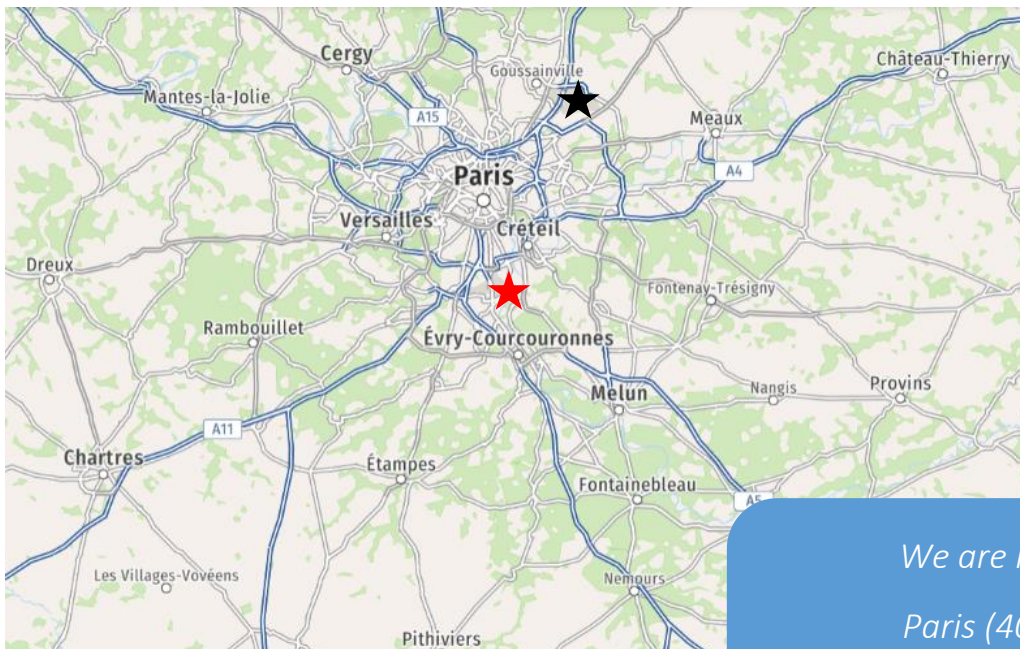 Cergy
Goussainville
Château-Thierry
Mantes-la-Jolie
A15
Meaux
A4
Paris
Versailles
Créteil
Dreux
Fontenay-Trésigny
Rambouillet
Évry-Courcouronnes
Melun
Nangis
Provins
A11
Chartres
Étampes
Fontainebleau
A5
Les Villages-Vovéens
Nemours
Pithiviers
We are
Paris